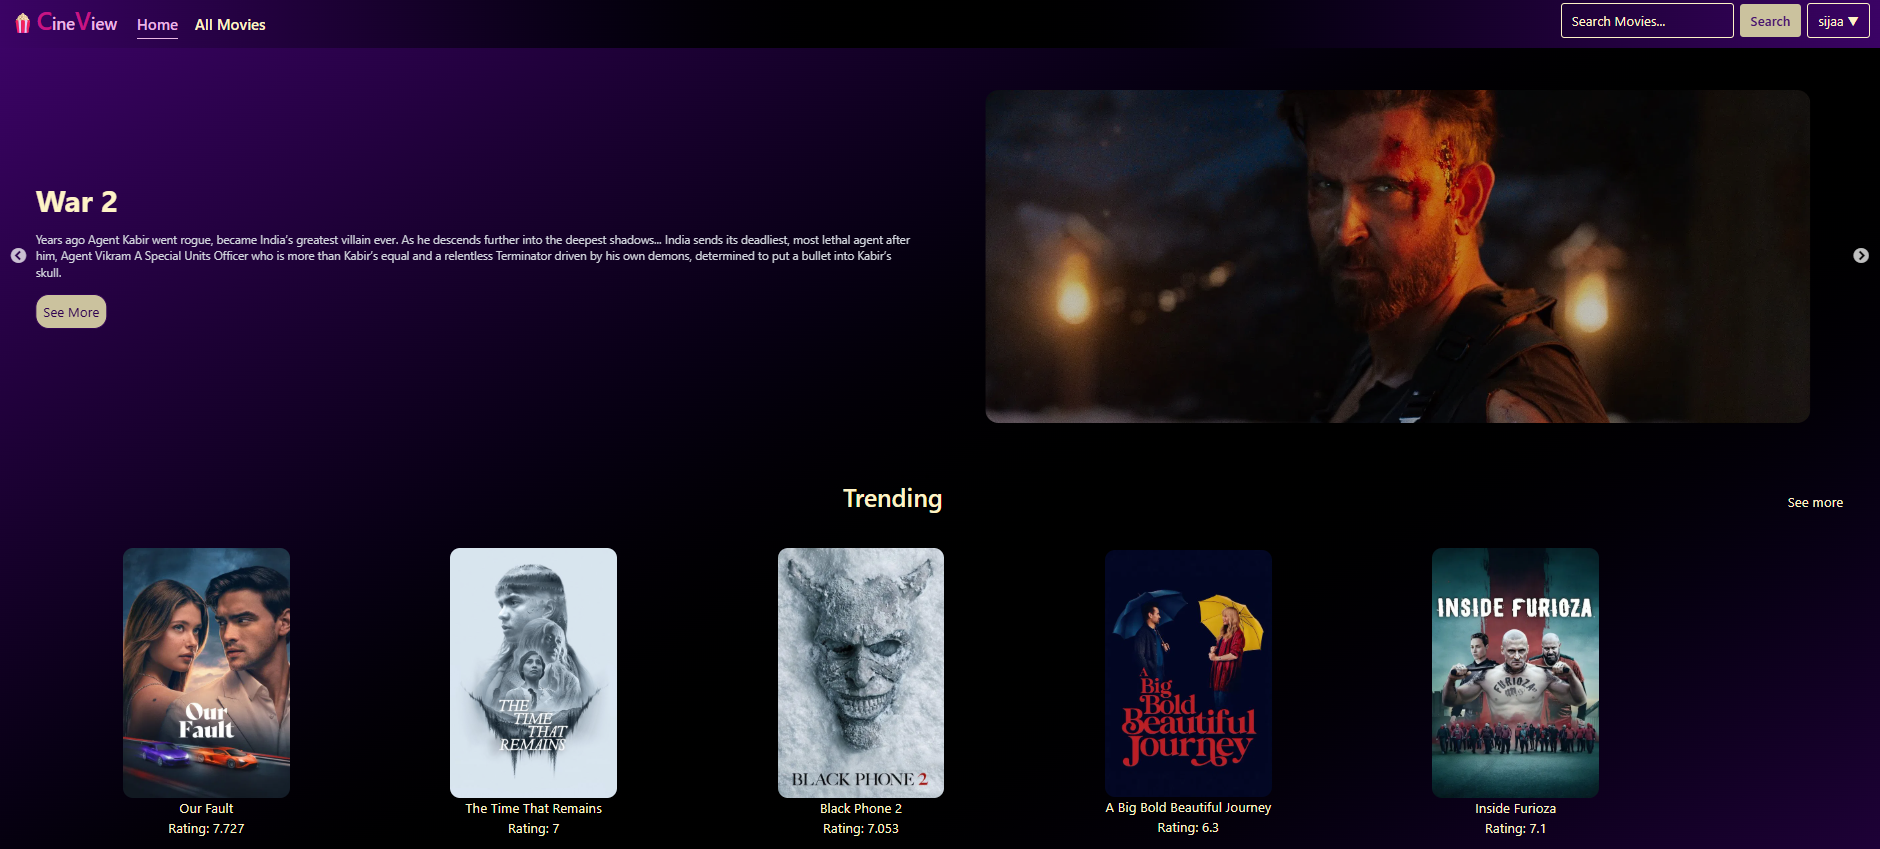 CineView
Home
All Movies
Search Movies...
Search
sijaa ▼
War 2
Years ago Agent Kabir went rogue, became India's greatest villain ever. As he descends further into the deepest shadows... India sends its deadliest, most lethal agent after
him, Agent Vikram A Special Units Officer who is more than Kabir's equal and a relentless Terminator driven by his own demons, determined to put a bullet into Kabir's
skull.
See More
Trending
See more
Our
Fault
THE
TIME
THAT
REMAINS
BLACK PHONE 2
A
Big
Bold
Beautiful
Journey
INSIDE FURIOZA
FURIOZA
Our Fault
Rating: 7.727
The Time That Remains
Rating: 7
Black Phone 2
Rating: 7.053
A Big Bold Beautiful Journey
Rating: 6.3
Inside Furioza
Rating: 7.1